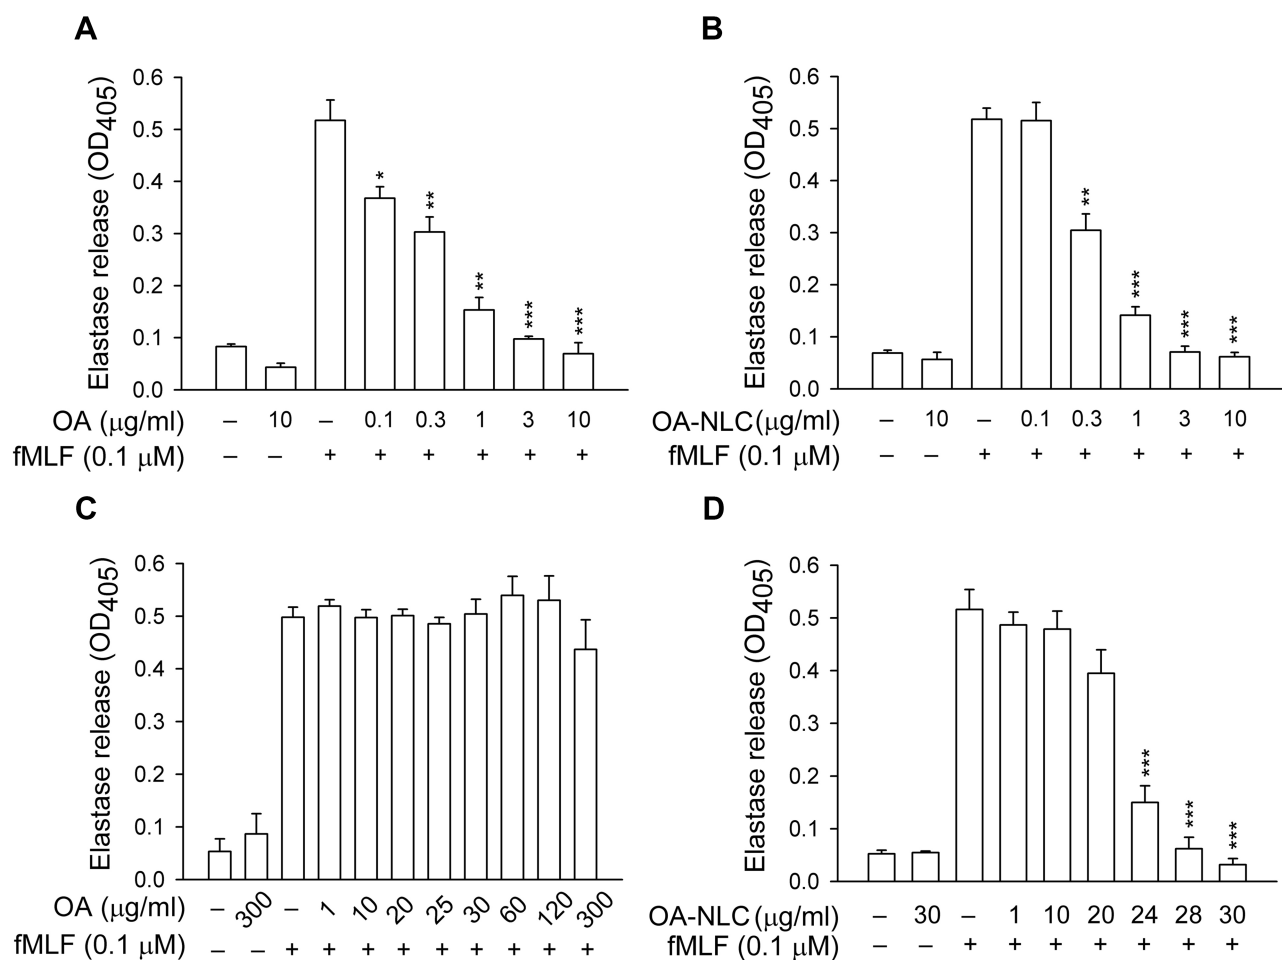 A
Elastase release (OD405)
0.6
0.5
0.4
0.3
0.2
0.1
0.0
* ** ** *** ***
OA (μg/ml) – 10 – 0.1 0.3 1 3 10
fMLF (0.1 μM) – – + + + + + +
B
Elastase release (OD405)
0.6
0.5
0.4
0.3
0.2
0.1
0.0
** *** *** ***
OA-NLC(μg/ml) – 10 – 0.1 0.3 1 3 10
fMLF (0.1 μM) – – + + + + + +
C
Elastase release (OD405)
0.6
0.5
0.4
0.3
0.2
0.1
0.0
OA (μg/ml) – 300 – 1 10 20 25 30 60 120 300
fMLF (0.1 μM) – – + + + + + + + + +
D
Elastase release (OD405)
0.6
0.5
0.4
0.3
0.2
0.1
0.0
*** *** ***
OA-NLC(μg/ml) – 30 – 1 10 20 24 28 30
fMLF (0.1 μM) – – + + + + + + +